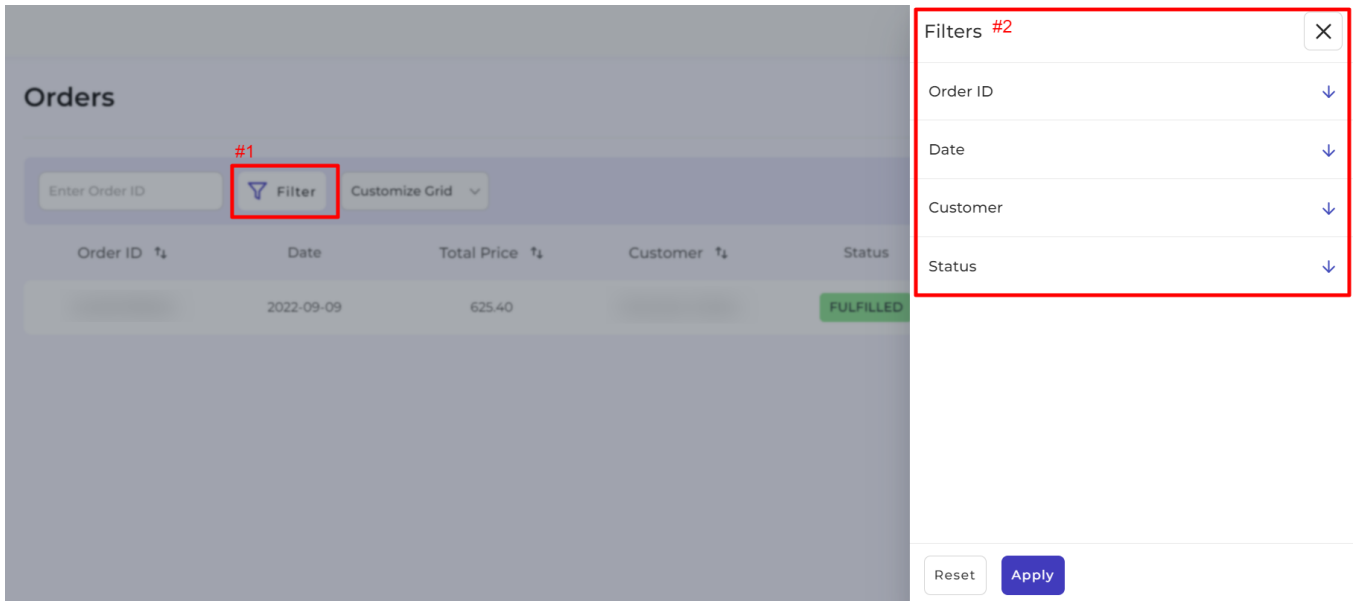 Filters #2
Order ID
Date
Customer
Status
Reset Apply
Orders
#1
Enter Order ID Filter Customize Grid
Order ID Date Total Price Customer Status
2022-09-09 625.40 FULFILLED